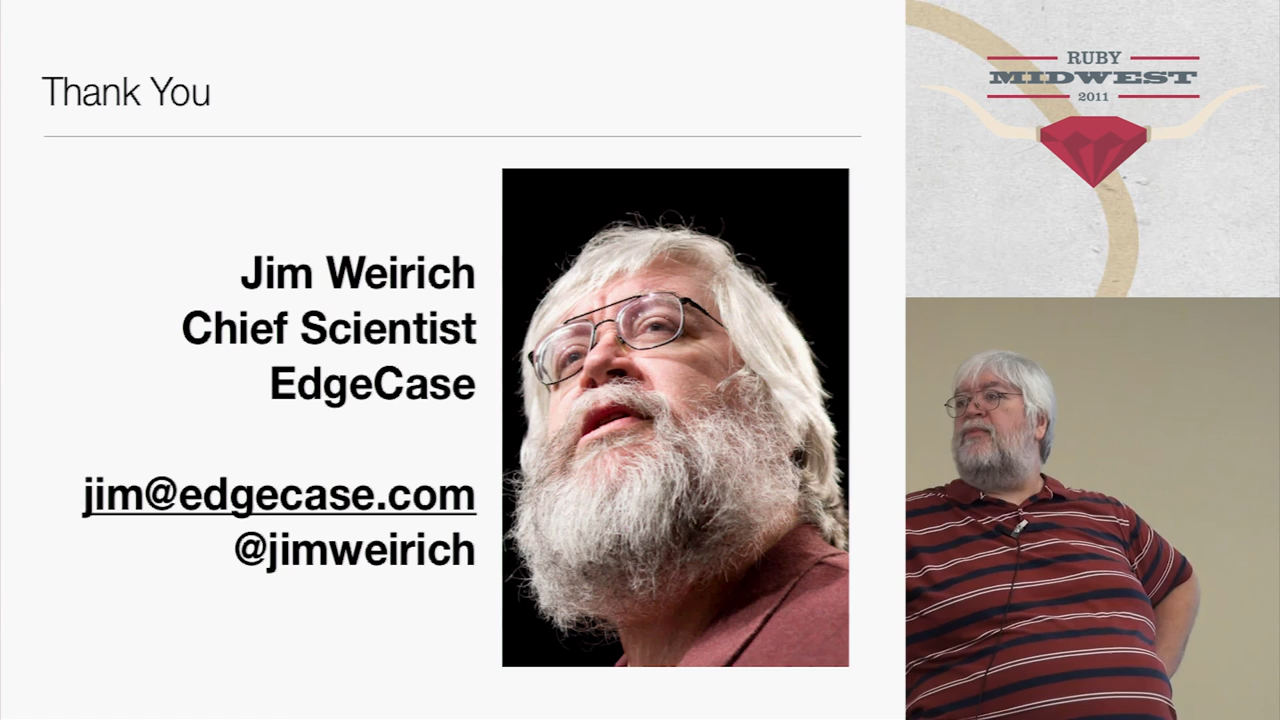 Thank You
Jim Weirich
Chief Scientist
EdgeCase
jim@edgecase.com
@jimweirich
RUBY
MIDWEST
2011